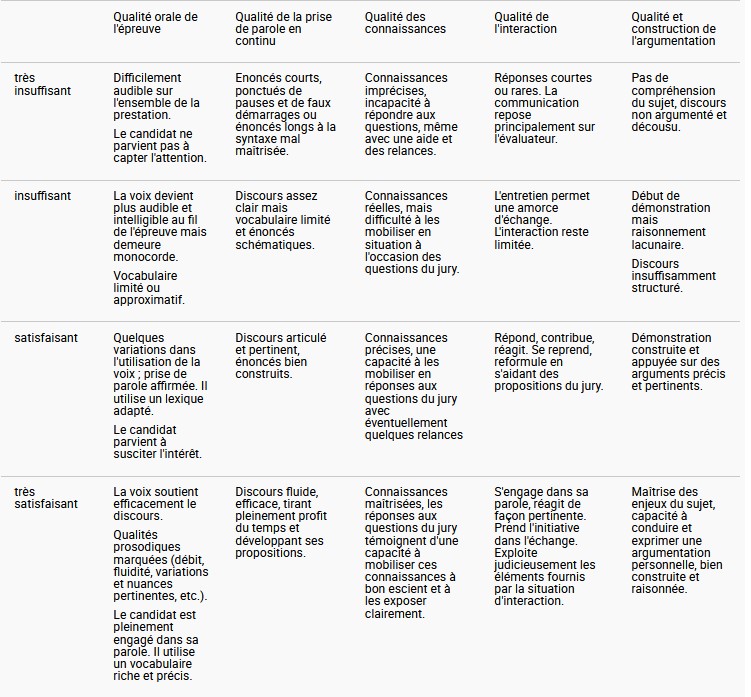 Qualité orale de
l'épreuve
Qualité de la prise
de parole en
continu
Qualité des
connaissances
Qualité de
l'interaction
Qualité et
construction de
l'argumentation
très
insuffisant
Difficilement
audible sur
l'ensemble de la
prestation.
Le candidat ne
parvient pas à
capter l'attention.
Enoncés courts,
ponctués de
pauses et de faux
démarrages ou
énoncés longs à la
syntaxe mal
maîtrisée.
Connaissances
imprécises,
incapacité à
répondre aux
questions, même
avec une aide et
des relances.
Réponses courtes
ou rares. La
communication
repose
principalement sur
l'évaluateur.
Pas de
compréhension
du sujet, discours
non argumenté et
décousu.
insuffisant
La voix devient
plus audible et
intelligible au fil
de l'épreuve mais
demeure
monocorde.
Vocabulaire
limité ou
approximatif.
Discours assez
clair mais
vocabulaire limité
et énoncés
schématiques.
Connaissances
réelles, mais
difficulté à les
mobiliser en
situation à
l'occasion des
questions du jury.
L'entretien permet
une amorce
d'échange.
L'interaction reste
limitée.
Début de
démonstration
mais
raisonnement
lacunaire.
Discours
insuffisamment
structuré.
satisfaisant
Quelques
variations dans
l'utilisation de la
voix ; prise de
parole affirmée. Il
utilise un lexique
adapté.
Le candidat
parvient à
susciter l'intérêt.
Discours articulé
et pertinent,
énoncés bien
construits.
Connaissances
précises, une
capacité à les
mobiliser en
réponses aux
questions du jury
avec
éventuellement
quelques relances
Répond, contribue,
réagit. Se reprend,
reformule en
s'aidant des
propositions du jury.
Démonstration
construite et
appuyée sur des
arguments précis
et pertinents.
très
satisfaisant
La voix soutient
efficacement le
discours.
Qualités
prosodiques
marquées (débit,
fluidité, variations
et nuances
pertinentes, etc.).
Le candidat est
pleinement
engagé dans sa
parole. Il utilise
un vocabulaire
riche et précis.
Discours fluide,
efficace, tirant
pleinement profit
du temps et
développant ses
propositions.
Connaissances
maîtrisées, les
réponses aux
questions du jury
témoignent d'une
capacité à
mobiliser ces
connaissances à
bon escient et à
les exposer
clairement.
S'engage dans sa
parole, réagit de
façon pertinente.
Prend l'initiative
dans l'échange.
Exploite
judicieusement les
éléments fournis
par la situation
d'interaction.
Maîtrise des
enjeux du sujet,
capacité à
conduire et
exprimer une
argumentation
personnelle, bien
construite et
raisonnée.